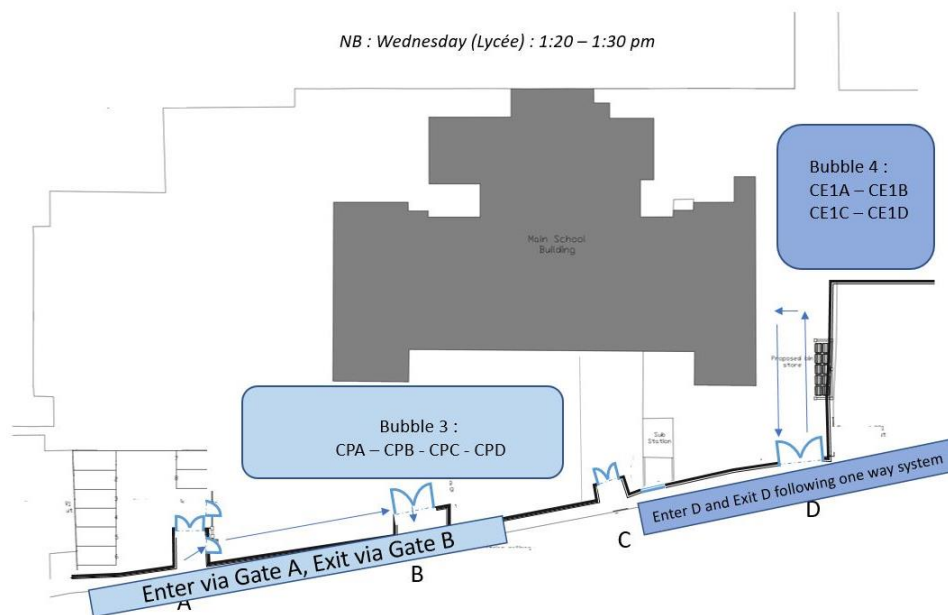 NB : Wednesday (Lycée) : 1:20 – 1:30 pm
Bubble 4 :
CE1A – CE1B
CE1C – CE1D
Main School
Building
Proposed bin
store
Bubble 3 :
CPA – CPB - CPC - CPD
Sub
Station
Enter D and Exit D following one way system
D
C
Enter via Gate A, Exit via Gate B
B
A